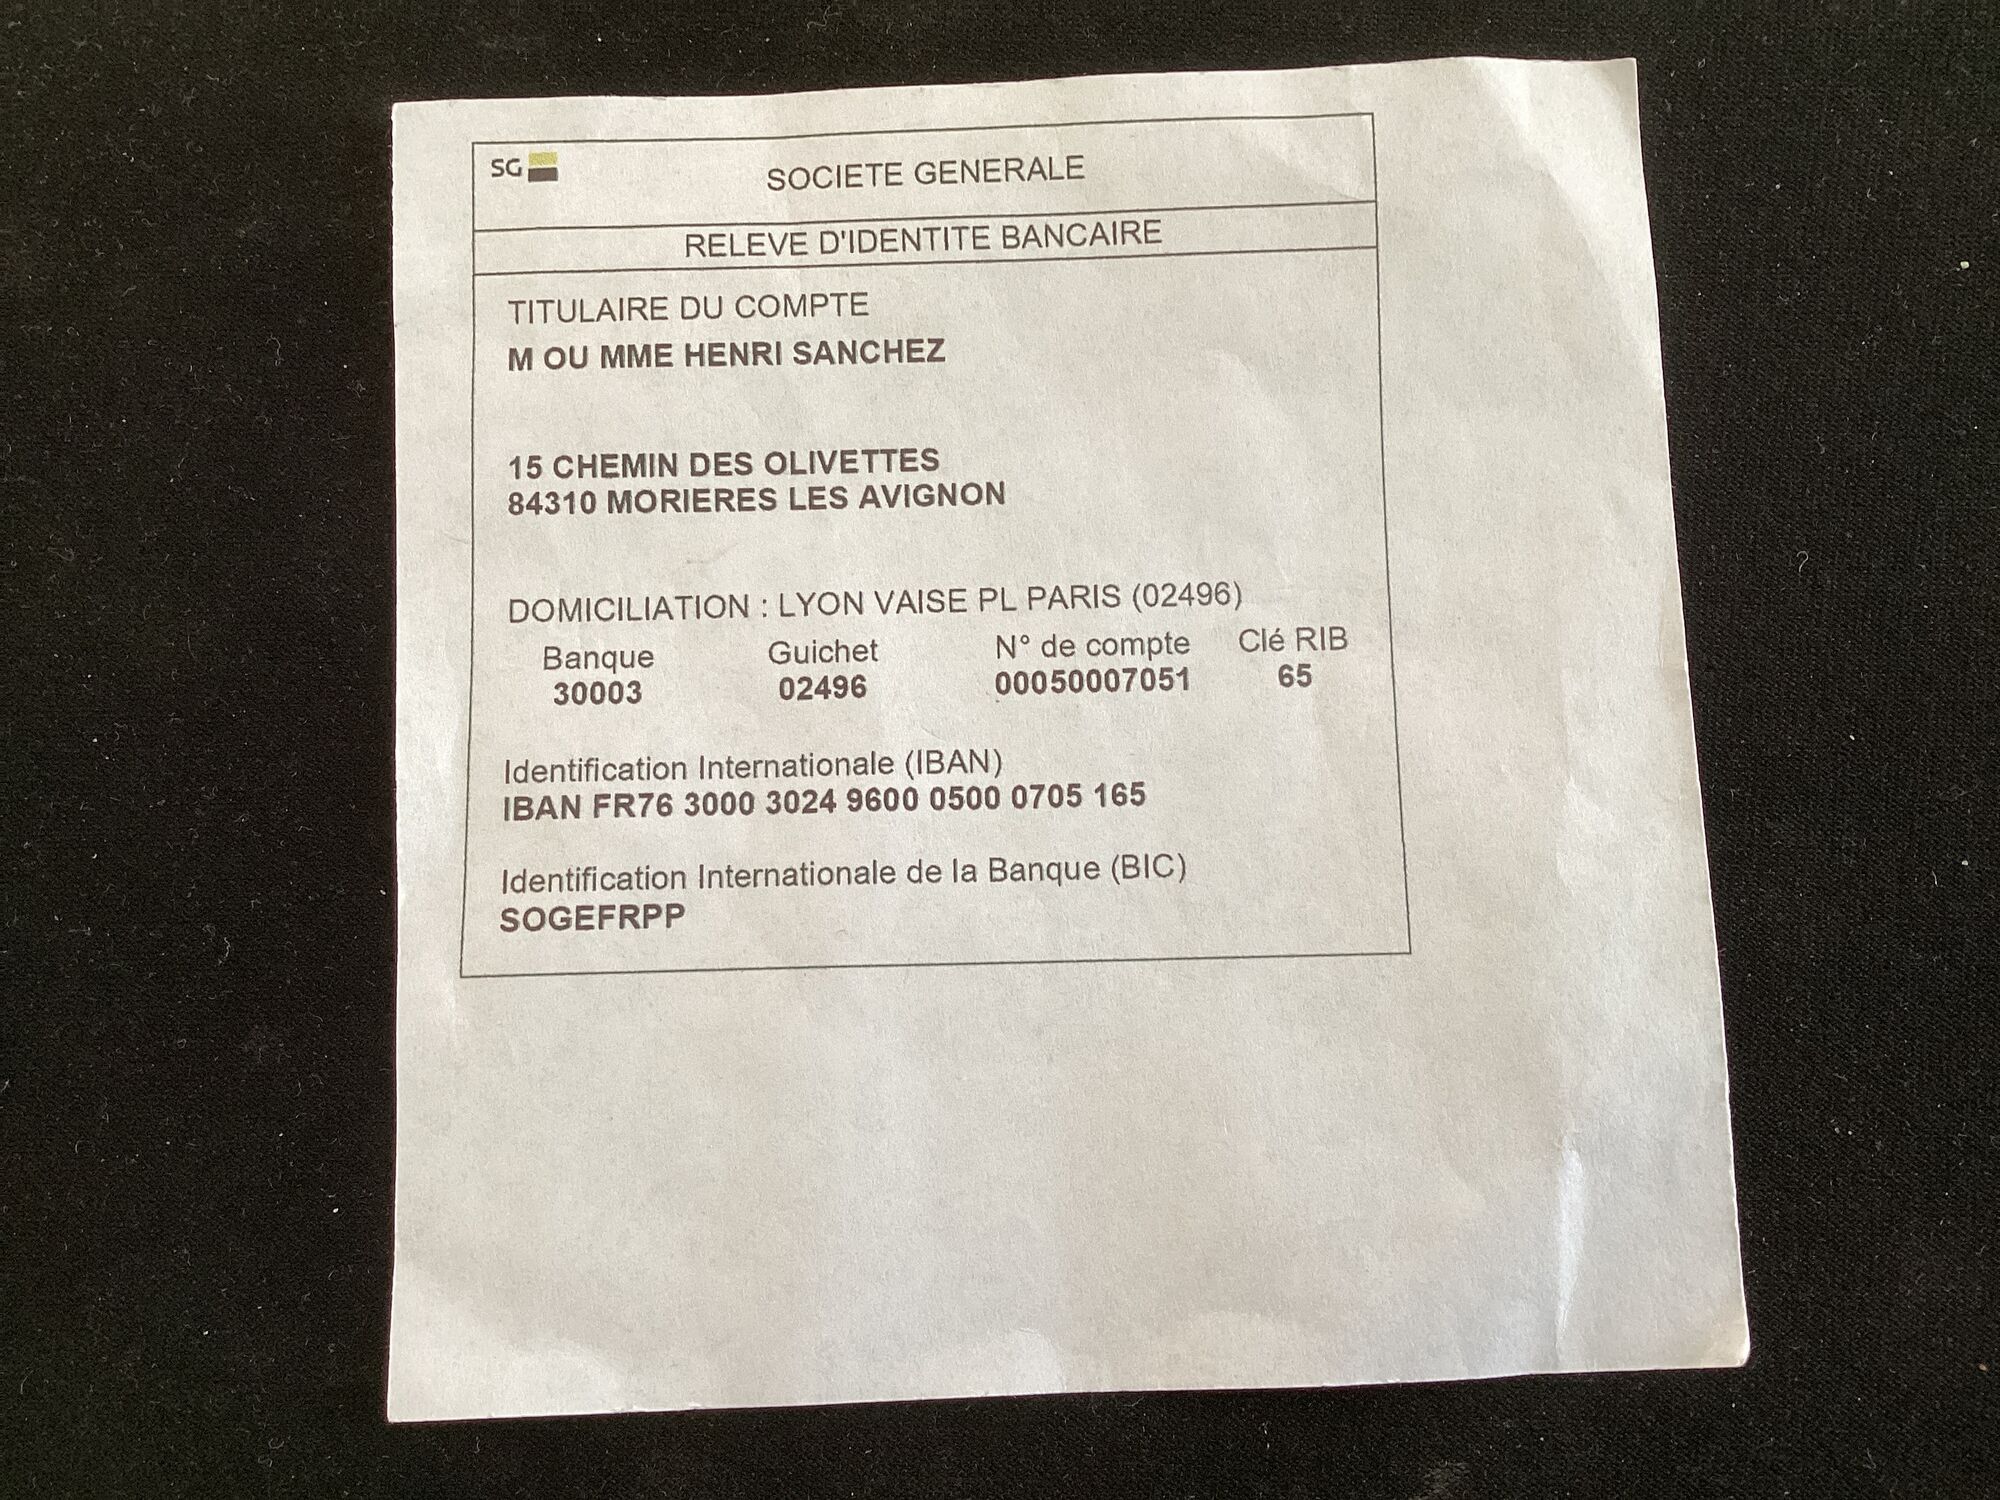 SG
SOCIETE GENERALE
RELEVE D'IDENTITE BANCAIRE
TITULAIRE DU COMPTE
M OU MME HENRI SANCHEZ
15 CHEMIN DES OLIVETTES
84310 MORIERES LES AVIGNON
DOMICILIATION : LYON VAISE PL PARIS (02496)
Banque Guichet N° de compte Clé RIB
30003 02496 00050007051 65
Identification Internationale (IBAN)
IBAN FR76 3000 3024 9600 0500 0705 165
Identification Internationale de la Banque (BIC)
SOGEFRPP